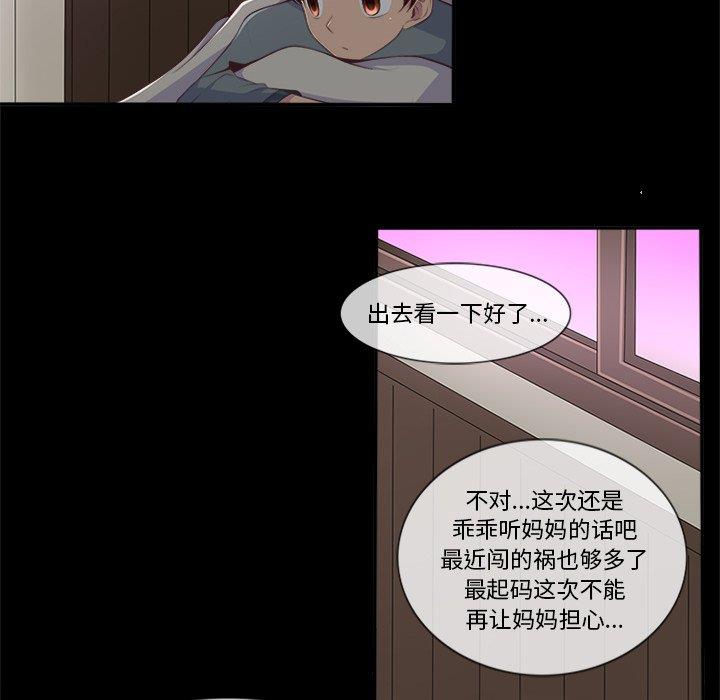 出去看一下好了...
不对...这次还是
乖乖听妈妈的话吧
最近闯的祸也够多了
最起码这次不能
再让妈妈担心...